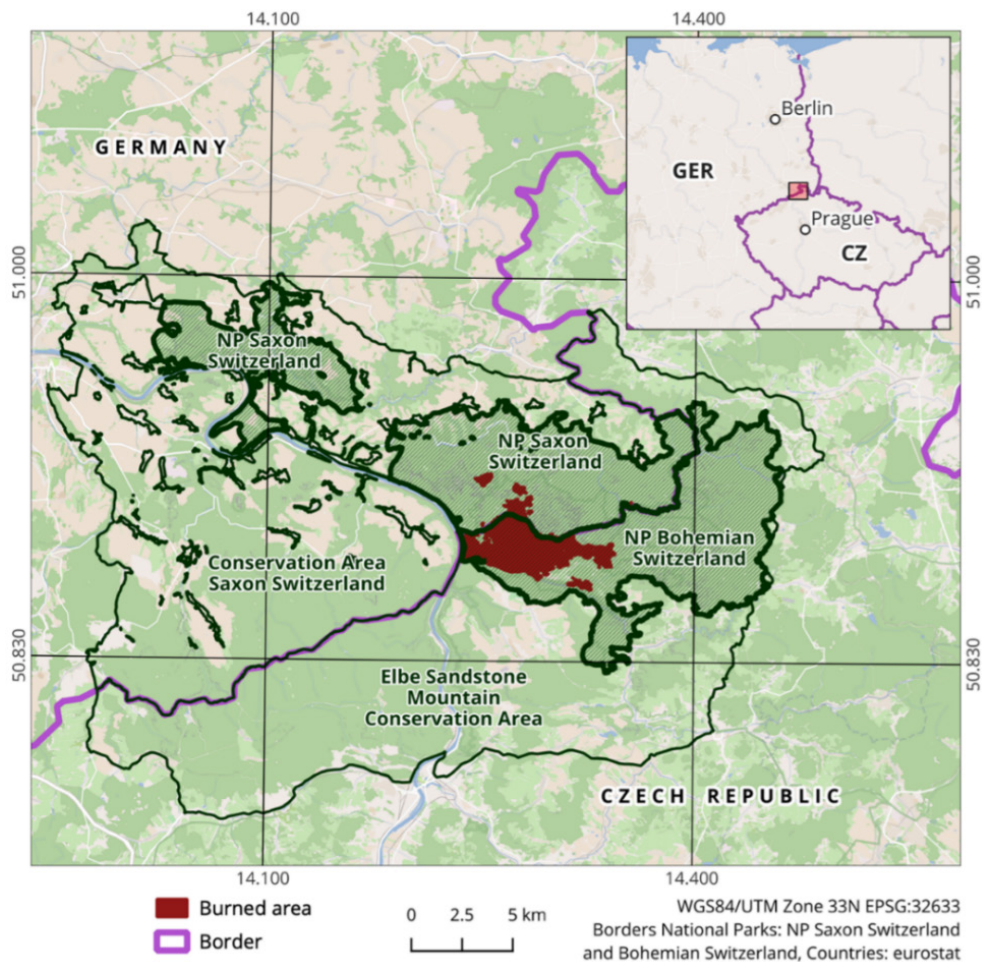 14.100
14.400
GERMANY
Berlin
GER
Prague
CZ
51.000
51.000
NP Saxon
Switzerland
NP Saxon
Switzerland
NP Bohemian
Switzerland
Conservation Area
Saxon Switzerland
50.830
50.830
Elbe Sandstone
Mountain
Conservation Area
CZECH REPUBLIC
14.100
14.400
Burned area
Border
0 2.5 5 km
WGS84/UTM Zone 33N EPSG:32633
Borders National Parks: NP Saxon Switzerland
and Bohemian Switzerland, Countries: eurostat